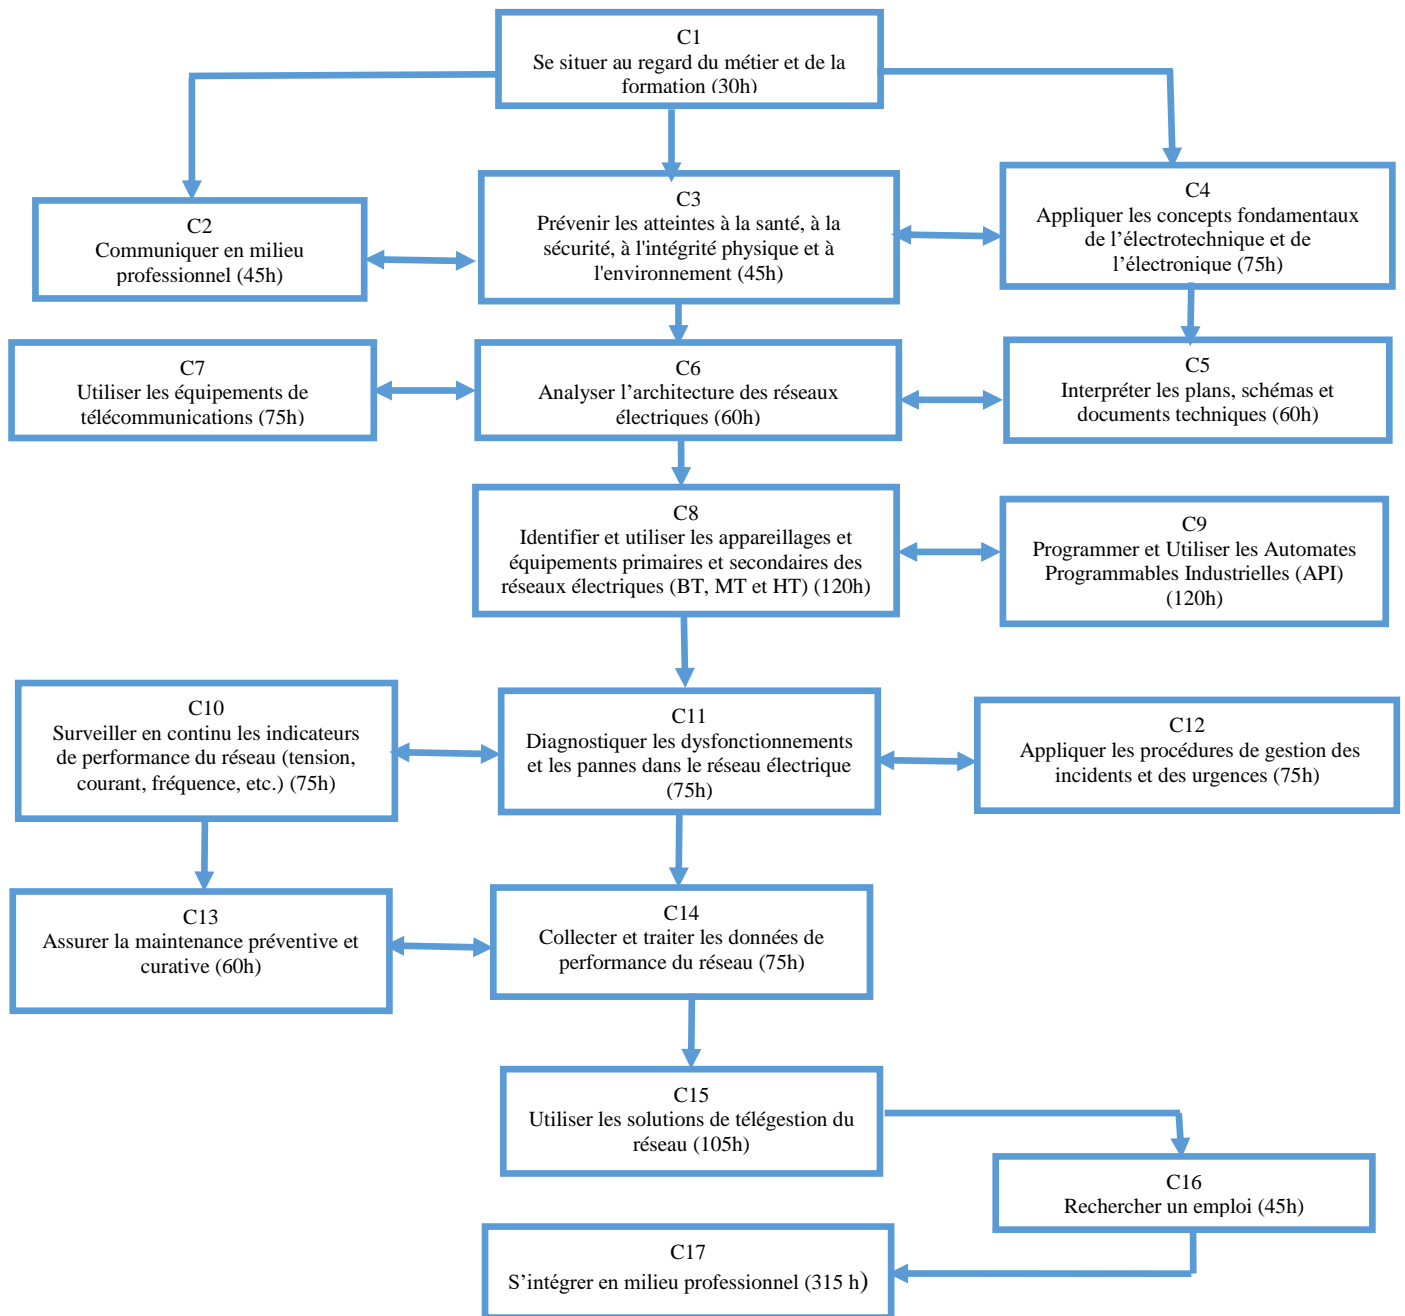 C1
Se situer au regard du métier et de la
formation (30h)
C2
Communiquer en milieu
professionnel (45h)
C3
Prévenir les atteintes à la santé, à la
sécurité, à l'intégrité physique et à
l'environnement (45h)
C4
Appliquer les concepts fondamentaux
de l’électrotechnique et de
l’électronique (75h)
C7
Utiliser les équipements de
télécommunications (75h)
C6
Analyser l’architecture des réseaux
électriques (60h)
C5
Interpréter les plans, schémas et
documents techniques (60h)
C8
Identifier et utiliser les appareillages et
équipements primaires et secondaires des
réseaux électriques (BT, MT et HT) (120h)
C9
Programmer et Utiliser les Automates
Programmables Industrielles (API)
(120h)
C10
Surveiller en continu les indicateurs
de performance du réseau (tension,
courant, fréquence, etc.) (75h)
C11
Diagnostiquer les dysfonctionnements
et les pannes dans le réseau électrique
(75h)
C12
Appliquer les procédures de gestion des
incidents et des urgences (75h)
C13
Assurer la maintenance préventive et
curative (60h)
C14
Collecter et traiter les données de
performance du réseau (75h)
C15
Utiliser les solutions de télégestion du
réseau (105h)
C16
Rechercher un emploi (45h)
C17
S’intégrer en milieu professionnel (315 h)